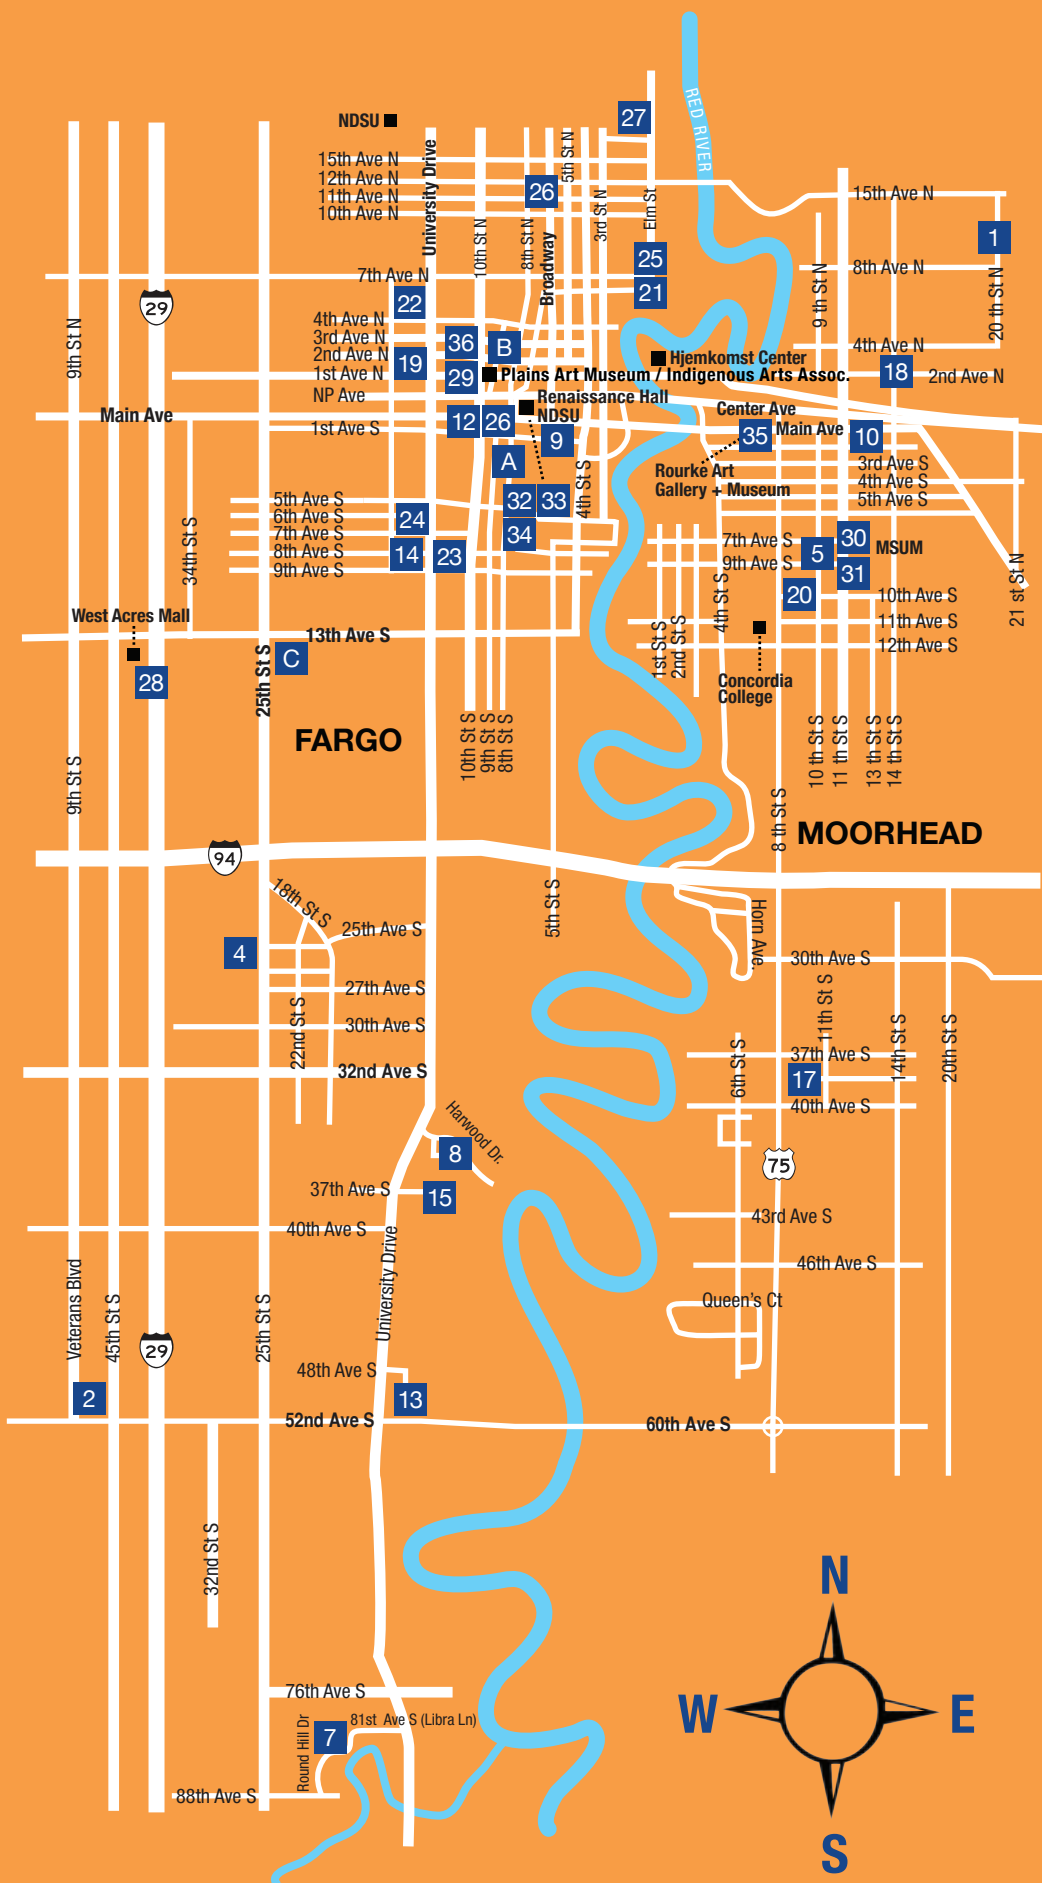 27
NDSU
RED RIVER
15th Ave N
12th Ave N
11th Ave N
10th Ave N
University Drive
10th St N
8th St N
Broadway
5th St N
3rd St N
Elm St
26
15th Ave N
1
25
8th Ave N
7th Ave N
21
22
29
9th St N
9 th St N
20 th St N
4th Ave N
3rd Ave N
2nd Ave N
1st Ave N
NP Ave
36
B
19
29
4th Ave N
Hjemkomst Center
Plains Art Museum / Indigenous Arts Assoc.
18
2nd Ave N
Renaissance Hall
NDSU
Main Ave
1st Ave S
12
26
9
Center Ave
Main Ave
35
10
A
Rourke Art
Gallery + Museum
3rd Ave S
4th Ave S
5th Ave S
4th St S
32
33
34
5th Ave S
6th Ave S
7th Ave S
8th Ave S
9th Ave S
24
14
23
34th St S
7th Ave S
9th Ave S
5
30
MSUM
31
20
10th Ave S
11th Ave S
12th Ave S
21 st St N
4th St S
1st St S
2nd St S
West Acres Mall
13th Ave S
28
25th St S
C
Concordia
College
FARGO
10th St S
9th St S
8th St S
10 th St S
11 th St S
13 th St S
14 th St S
9th St S
8 th St S
MOORHEAD
94
18th St S
25th Ave S
4
5th St S
Horn Ave.
30th Ave S
27th Ave S
22nd St S
30th Ave S
11th St S
32nd Ave S
6th St S
37th Ave S
17
40th Ave S
14th St S
20th St S
Harwood Dr.
8
75
37th Ave S
15
40th Ave S
43rd Ave S
University Drive
46th Ave S
Veterans Blvd
45th St S
29
25th St S
Queen's Ct
48th Ave S
2
13
52nd Ave S
60th Ave S
32nd St S
N
W
E
S
76th Ave S
81st Ave S (Libra Ln)
Round Hill Dr
7
88th Ave S